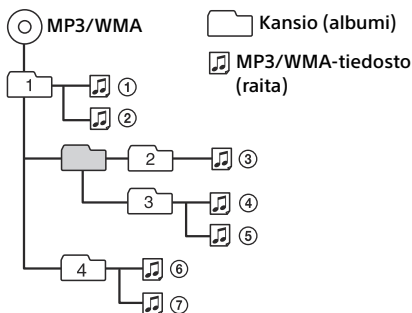 MP3/WMA
Kansio (albumi)
MP3/WMA-tiedosto
(raita)
1
①
②
2
③
3
④
⑤
4
⑥
⑦